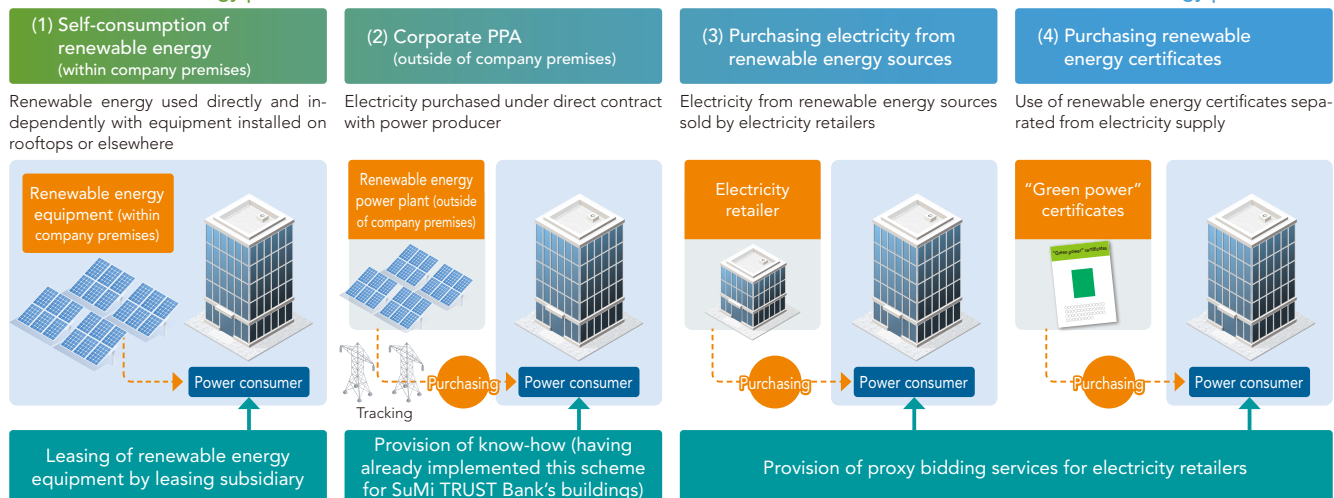 (1) Self-consumption of
renewable energy
(within company premises)
(2) Corporate PPA
(outside of company premises)
(3) Purchasing electricity from
renewable energy sources
(4) Purchasing renewable
energy certificates
Renewable energy used directly and in-
dependently with equipment installed on
rooftops or elsewhere
Electricity purchased under direct contract
with power producer
Electricity from renewable energy sources
sold by electricity retailers
Use of renewable energy certificates sepa-
rated from electricity supply
Renewable energy
equipment (within
company premises)
Power consumer
Renewable energy
power plant (outside
of company premises)
Tracking
Purchasing
Power consumer
Electricity
retailer
Purchasing
Power consumer
“Green power”
certificates
"Green power" certificates
Purchasing
Power consumer
Leasing of renewable energy
equipment by leasing subsidiary
Provision of know-how (having
already implemented this scheme
for SuMi TRUST Bank’s buildings)
Provision of proxy bidding services for electricity retailers